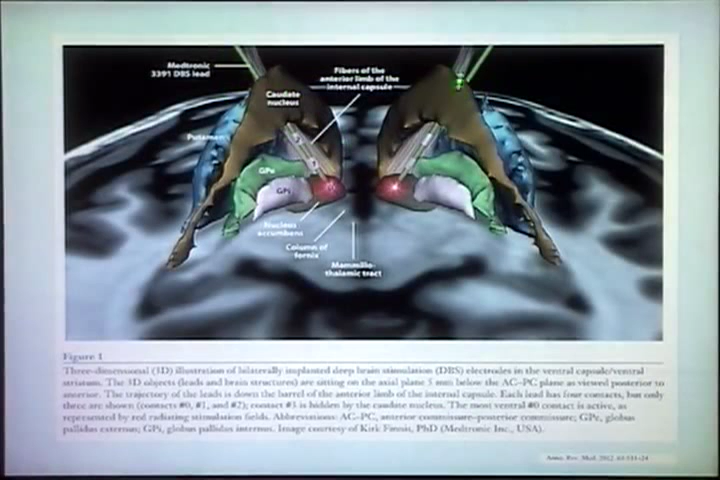 Medtronic
3391 DBS lead
Fibers of the
anterior limb of the
internal capsule
Caudate
nucleus
Putamen
GPe
GPi
Nucleus
accumbens
Column of
fornix
Mammillo-
thalamic tract
Figure 1
Three-dimensional (3D) illustration of bilaterally implanted deep brain stimulation (DBS) electrodes in the ventral capsule/ventral
striatum. The 3D objects (leads and brain structures) are sitting on the axial plane 5 mm below the AC–PC plane as viewed posterior to
anterior. The trajectory of the leads is down the barrel of the anterior limb of the internal capsule. Each lead has four contacts, but only
three are shown (contacts #0, #1, and #2); contact #3 is hidden by the caudate nucleus. The most ventral #0 contact is active, as
represented by red radiating stimulation fields. Abbreviations: AC–PC, anterior commissure–posterior commissure; GPe, globus
pallidus externus; GPi, globus pallidus internus. Image courtesy of Kirk Finnis, PhD (Medtronic Inc., USA).
Annu. Rev. Med. 2012